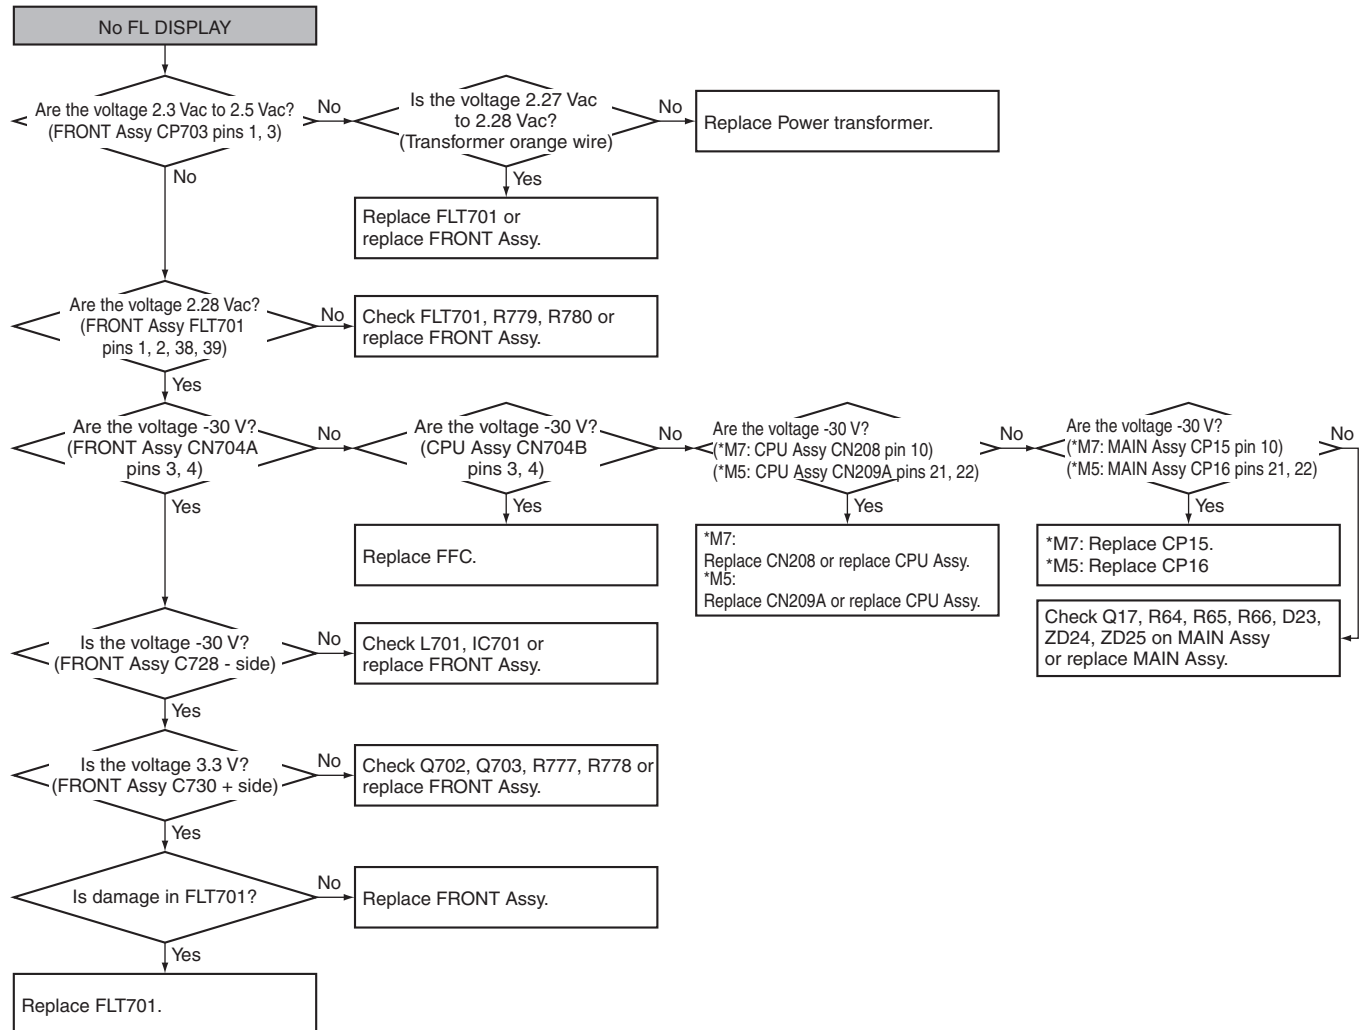 No FL DISPLAY
Are the voltage 2.3 Vac to 2.5 Vac?
(FRONT Assy CP703 pins 1, 3)
No
Is the voltage 2.27 Vac
to 2.28 Vac?
(Transformer orange wire)
No
Replace Power transformer.
No
Yes
Replace FLT701 or
replace FRONT Assy.
Are the voltage 2.28 Vac?
(FRONT Assy FLT701
pins 1, 2, 38, 39)
No
Check FLT701, R779, R780 or
replace FRONT Assy.
Yes
Are the voltage -30 V?
(FRONT Assy CN704A
pins 3, 4)
No
Are the voltage -30 V?
(CPU Assy CN704B
pins 3, 4)
No
Are the voltage -30 V?
(*M7: CPU Assy CN208 pin 10)
(*M5: CPU Assy CN209A pins 21, 22)
No
Are the voltage -30 V?
(*M7: MAIN Assy CP15 pin 10)
(*M5: MAIN Assy CP16 pins 21, 22)
No
Yes
Yes
Yes
Yes
Replace FFC.
*M7:
Replace CN208 or replace CPU Assy.
*M5:
Replace CN209A or replace CPU Assy.
*M7: Replace CP15.
*M5: Replace CP16
Check Q17, R64, R65, R66, D23,
ZD24, ZD25 on MAIN Assy
or replace MAIN Assy.
Is the voltage -30 V?
(FRONT Assy C728 - side)
No
Check L701, IC701 or
replace FRONT Assy.
Yes
Is the voltage 3.3 V?
(FRONT Assy C730 + side)
No
Check Q702, Q703, R777, R778 or
replace FRONT Assy.
Yes
Is damage in FLT701?
No
Replace FRONT Assy.
Yes
Replace FLT701.